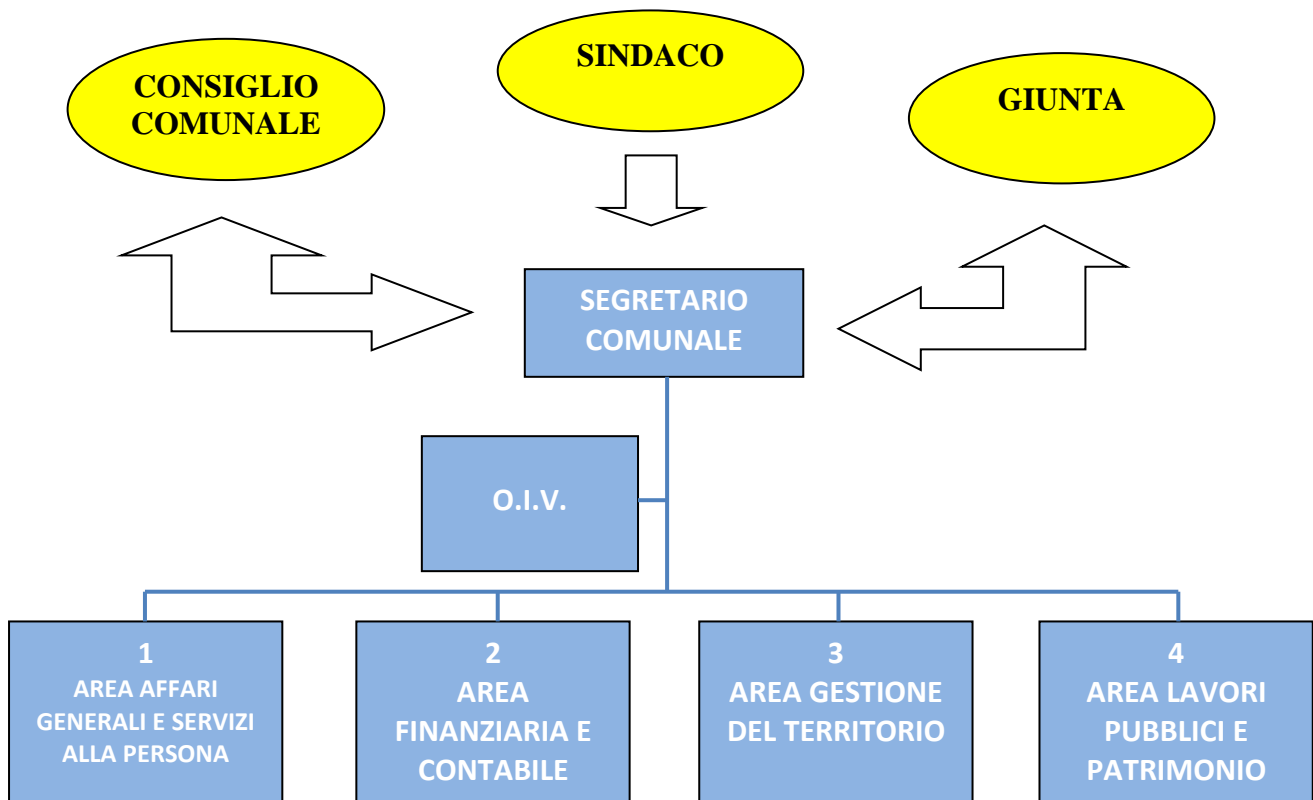 CONSIGLIO
COMUNALE
SINDACO
GIUNTA
SEGRETARIO
COMUNALE
O.I.V.
1
AREA AFFARI
GENERALI E SERVIZI
ALLA PERSONA
2
AREA
FINANZIARIA E
CONTABILE
3
AREA GESTIONE
DEL TERRITORIO
4
AREA LAVORI
PUBBLICI E
PATRIMONIO